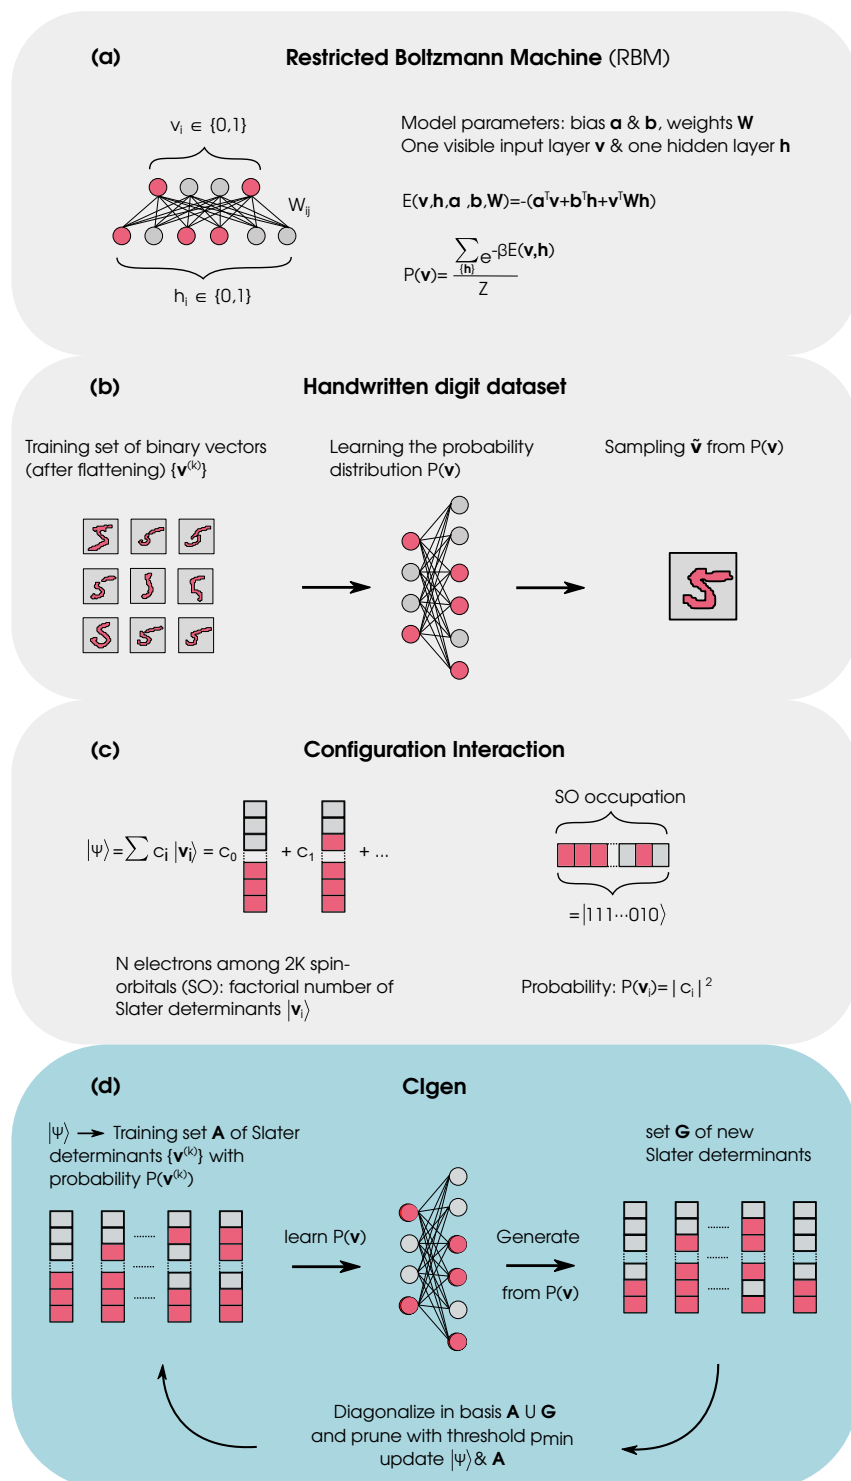 (a)
Restricted Boltzmann Machine (RBM)
vᵢ ∈ {0,1}
Wᵢⱼ
hᵢ ∈ {0,1}
Model parameters: bias a & b, weights W
One visible input layer v & one hidden layer h
E(v,h,a ,b,W)=-(aᵀv+bᵀh+vᵀWh)
P(v)= ∑{h} e^-βE(v,h) / Z
(b)
Handwritten digit dataset
Training set of binary vectors
(after flattening) {v⁽ᵏ⁾}
Learning the probability
distribution P(v)
Sampling ṽ from P(v)
(c)
Configuration Interaction
|Ψ⟩=∑ cᵢ |vᵢ⟩ = c₀ + c₁ + ...
SO occupation
=|111···010⟩
N electrons among 2K spin-
orbitals (SO): factorial number of
Slater determinants |vᵢ⟩
Probability: P(vᵢ)=|cᵢ|²
(d)
CIgen
|Ψ⟩ → Training set A of Slater
determinants {v⁽ᵏ⁾} with
probability P(v⁽ᵏ⁾)
learn P(v)
Generate
from P(v)
set G of new
Slater determinants
Diagonalize in basis A U G
and prune with threshold pmin
update |Ψ⟩& A